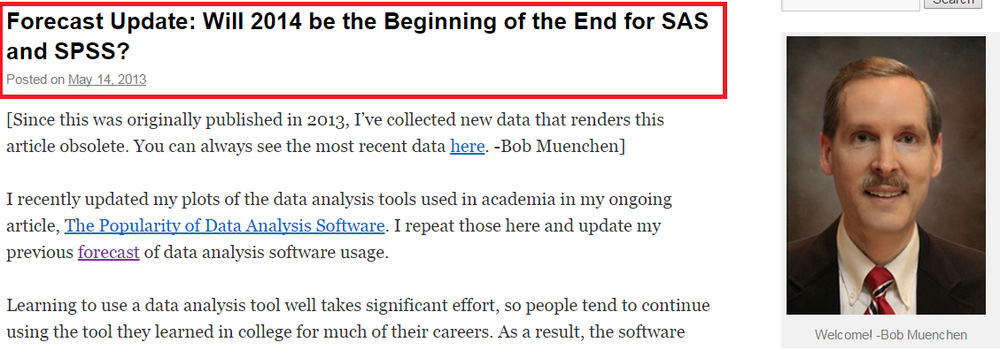 Forecast Update: Will 2014 be the Beginning of the End for SAS
and SPSS?
Posted on May 14, 2013
[Since this was originally published in 2013, I’ve collected new data that renders this
article obsolete. You can always see the most recent data here. -Bob Muenchen]
I recently updated my plots of the data analysis tools used in academia in my ongoing
article, The Popularity of Data Analysis Software. I repeat those here and update my
previous forecast of data analysis software usage.
Learning to use a data analysis tool well takes significant effort, so people tend to continue
using the tool they learned in college for much of their careers. As a result, the software
Search
Welcome! -Bob Muenchen